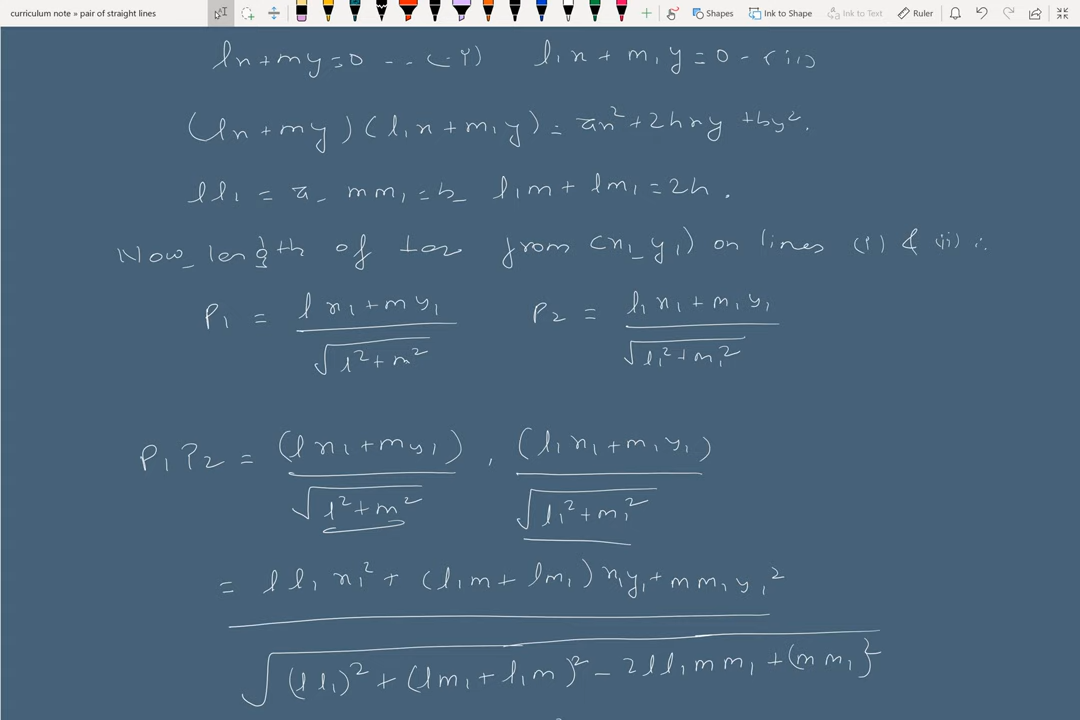 curriculum note » pair of straight lines
Shapes Ink to Shape Ink to Text Ruler
lx+my=0 --- (i) l₁x + m₁y = 0 - (ii)
(lx+my)(l₁x+m₁y) = ax²+2hxy+by².
ll₁ = a, mm₁ = b, l₁m + lm₁ = 2h.
Now, length of ⊥ar from (x₁, y₁) on lines (i) & (ii) ∴
P₁ = (lx₁+my₁)/√(l²+m²) P₂ = (l₁x₁+m₁y₁)/√(l₁²+m₁²)
P₁P₂ = (lx₁+my₁)/√(l²+m²) . (l₁x₁+m₁y₁)/√(l₁²+m₁²)
= (ll₁x₁² + (l₁m+lm₁)x₁y₁ + mm₁y₁²)/√((ll₁)² + (lm₁+l₁m)² - 2ll₁mm₁ + (mm₁)²)